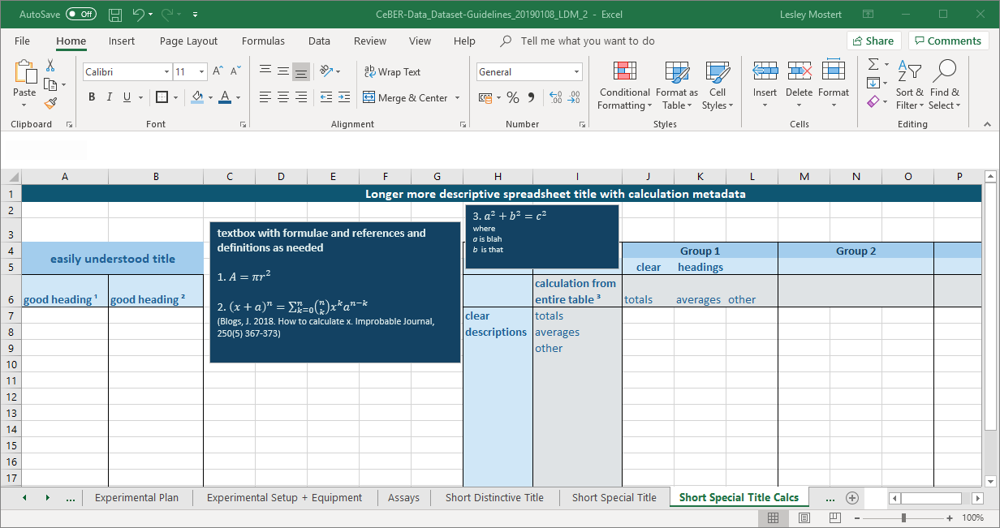 AutoSave Off CeBER-Data_Dataset-Guidelines_20190108_LDM_2 - Excel Lesley Mostert
File Home Insert Page Layout Formulas Data Review View Help Tell me what you want to do Share Comments
Paste
Clipboard
Calibri 11 A A
B I U A
Font
ab Wrap Text
Merge & Center
Alignment
General
% ,
Number
Conditional Formatting
Format as Table
Cell Styles
Styles
Insert Delete Format
Cells
Sort & Filter
Find & Select
Editing
A B C D E F G H I J K L M N O P
1 Longer more descriptive spreadsheet title with calculation metadata
2
3
4
5
easily understood title
textbox with formulae and references and
definitions as needed
1. A = πr²
2. (x + a)ⁿ = ∑ⁿₖ₌₀(ⁿₖ)xᵏaⁿ⁻ᵏ
(Blogs, J. 2018. How to calculate x. Improbable Journal,
250(5) 367-373)
3. a² + b² = c²
where
a is blah
b is that
Group 1 Group 2
clear headings
6 good heading ¹ good heading ²
calculation from
entire table ³
totals averages other
7 clear totals
8 descriptions averages
9 other
10
11
12
13
14
15
16
17
... Experimental Plan Experimental Setup + Equipment Assays Short Distinctive Title Short Special Title Short Special Title Calcs ...
- + 100%